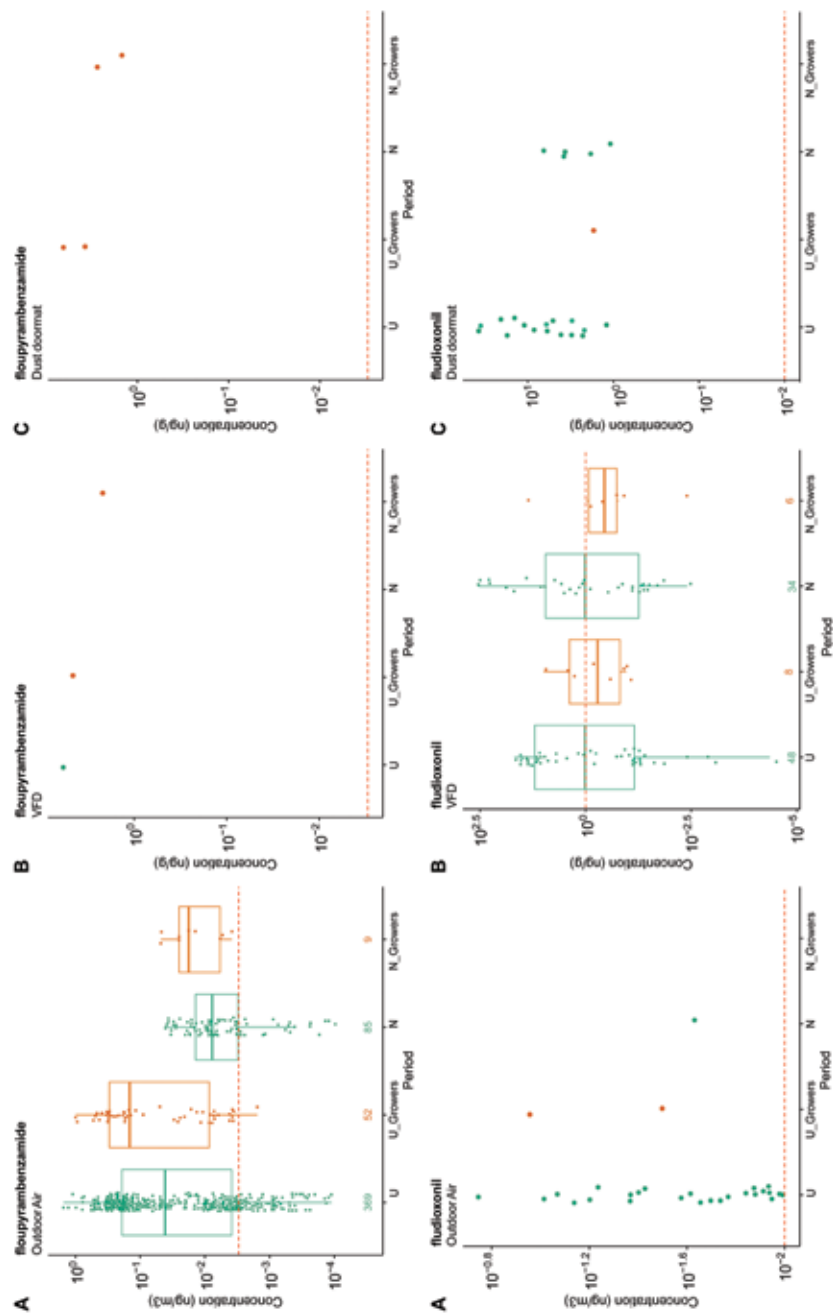 A
floupyrambenzamide
Outdoor Air
Concentration (ng/m3)
10^0
10^-1
10^-2
10^-3
10^-4
369 52 85 9
U U_Growers N N_Growers
Period
B
floupyrambenzamide
VFD
Concentration (ng/g)
10^0
10^-1
10^-2
U U_Growers N N_Growers
Period
C
floupyrambenzamide
Dust doormat
Concentration (ng/g)
10^0
10^-1
10^-2
U U_Growers N N_Growers
Period
A
fludioxonil
Outdoor Air
Concentration (ng/m3)
10^-0.8
10^-1.2
10^-1.6
10^-2
U U_Growers N N_Growers
Period
B
fludioxonil
VFD
Concentration (ng/g)
10^2.5
10^0
10^-2.5
10^-5
48 8 34 6
U U_Growers N N_Growers
Period
C
fludioxonil
Dust doormat
Concentration (ng/g)
10^1
10^0
10^-1
10^-2
U U_Growers N N_Growers
Period